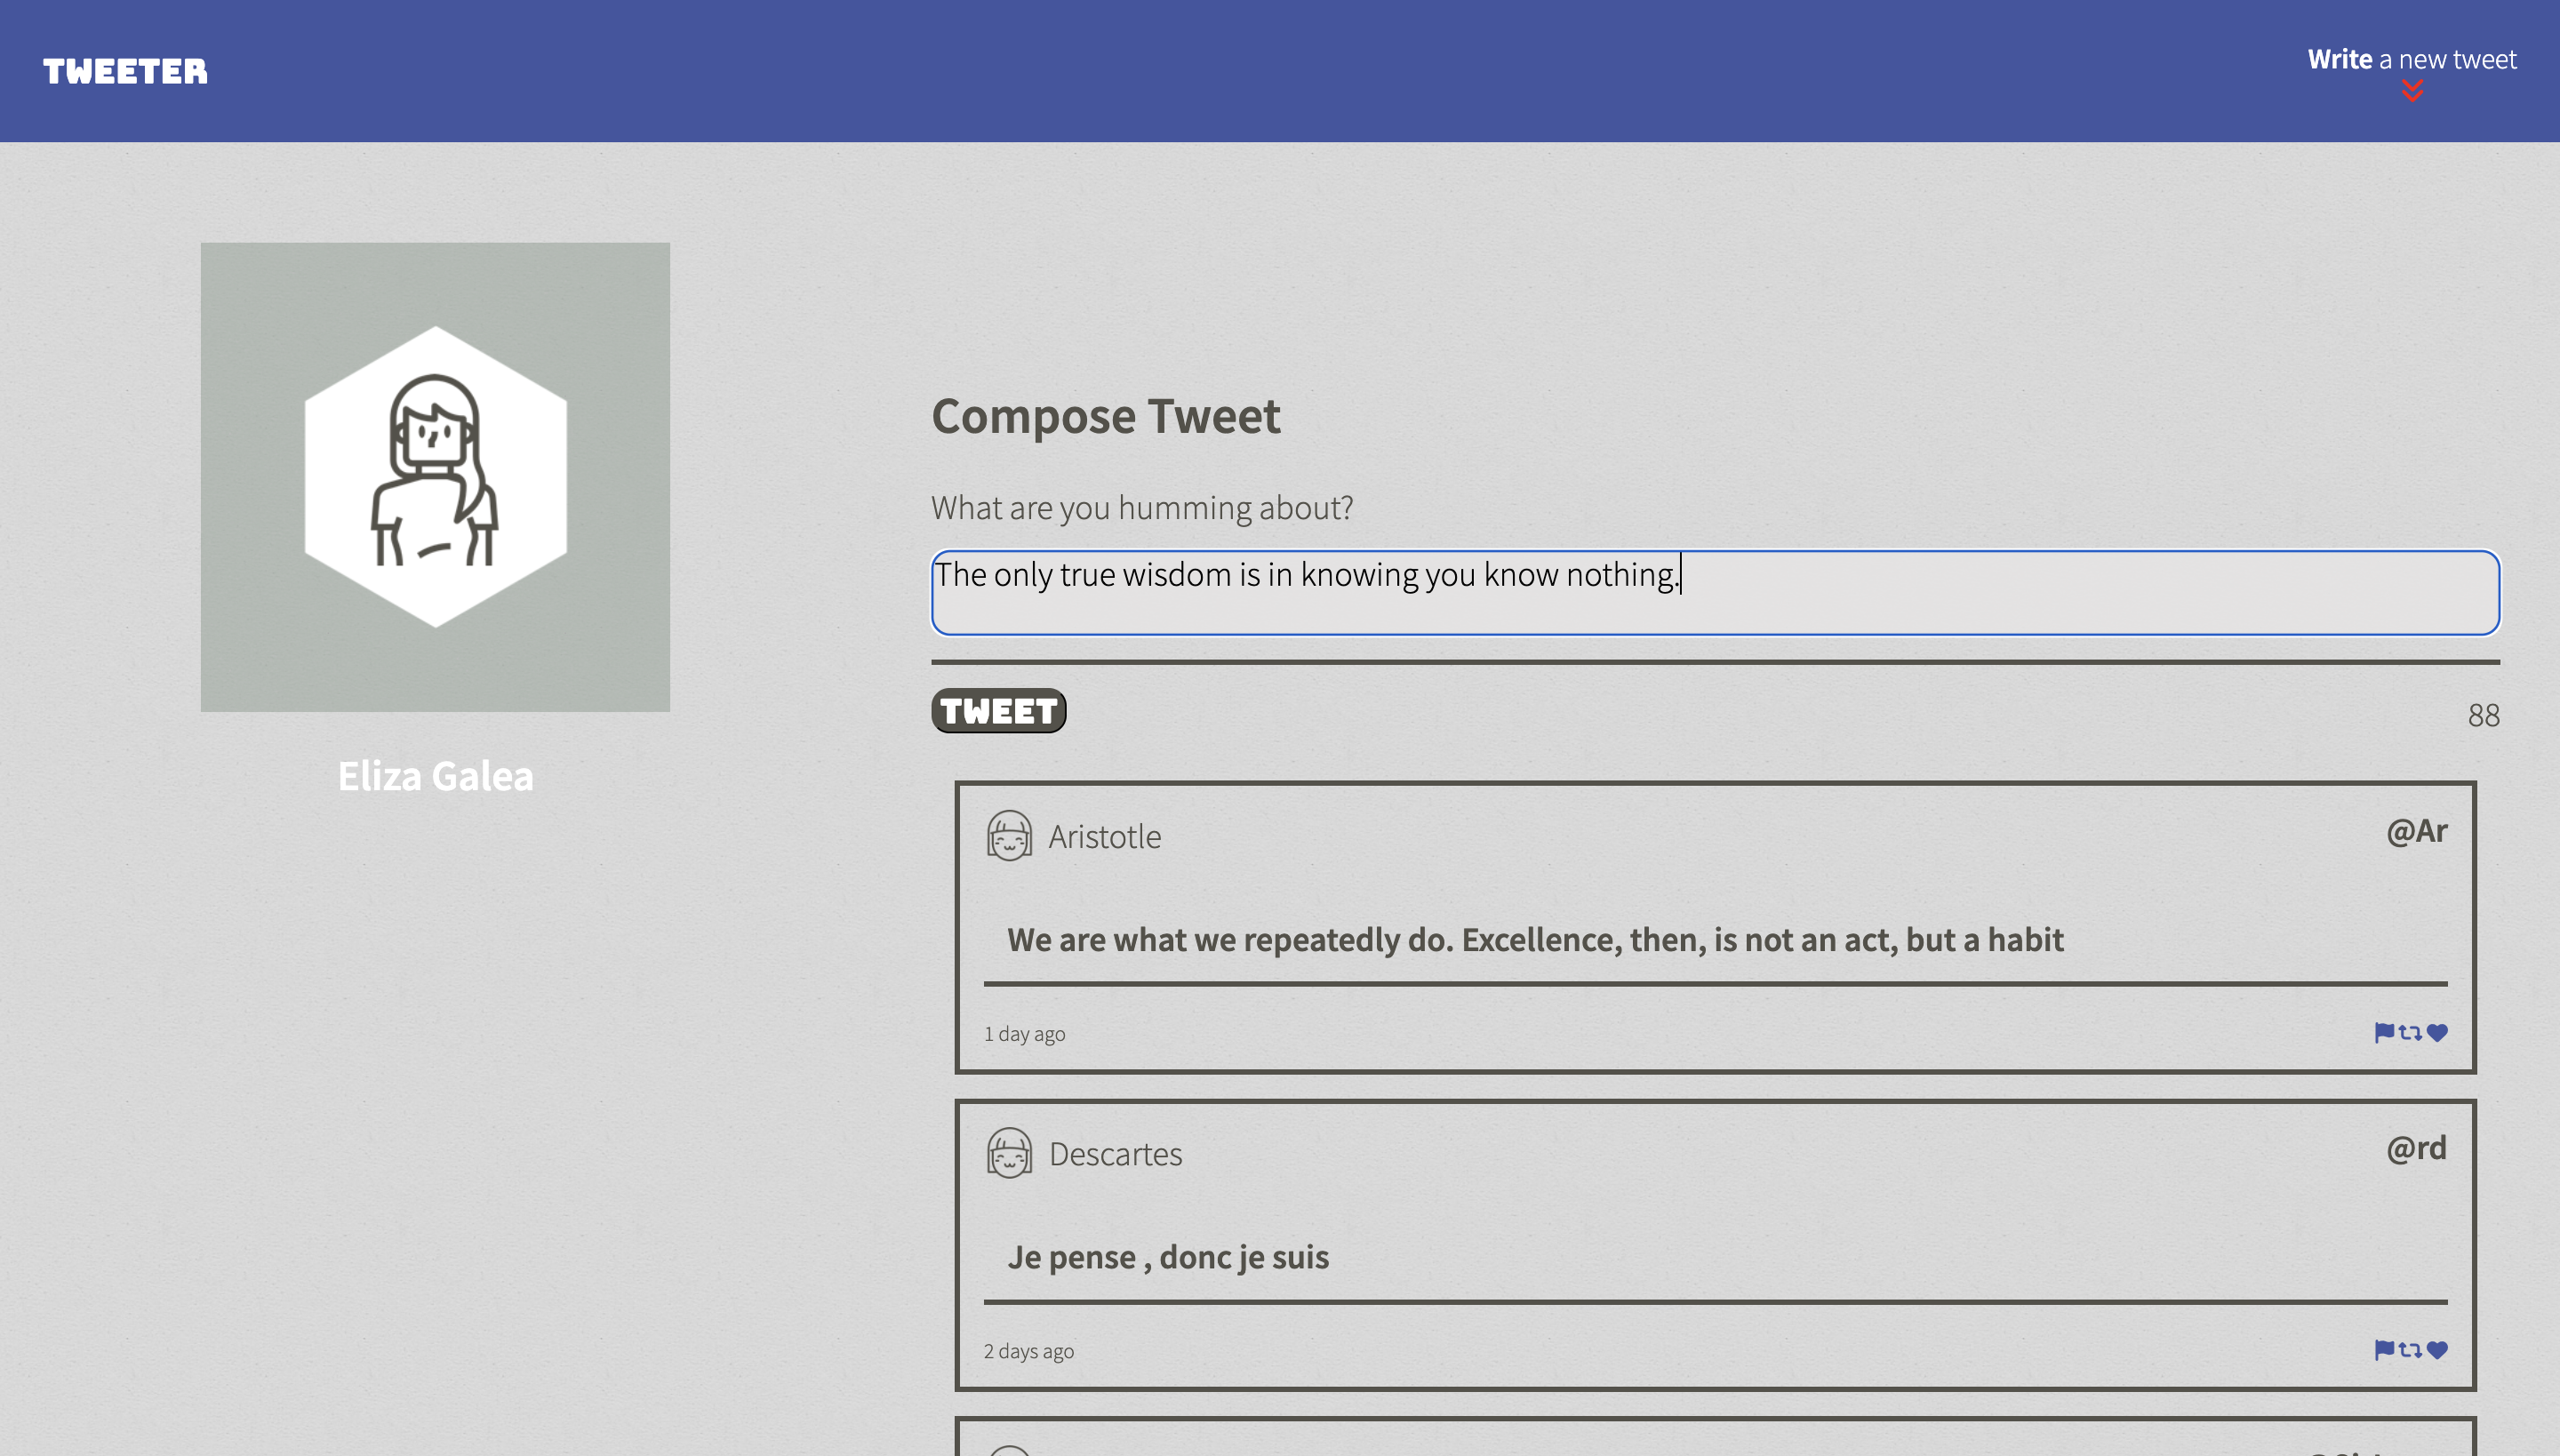 TWEETER
Write a new tweet
Eliza Galea
Compose Tweet
What are you humming about?
The only true wisdom is in knowing you know nothing.
TWEET
88
Aristotle
@Ar
We are what we repeatedly do. Excellence, then, is not an act, but a habit
1 day ago
Descartes
@rd
Je pense , donc je suis
2 days ago